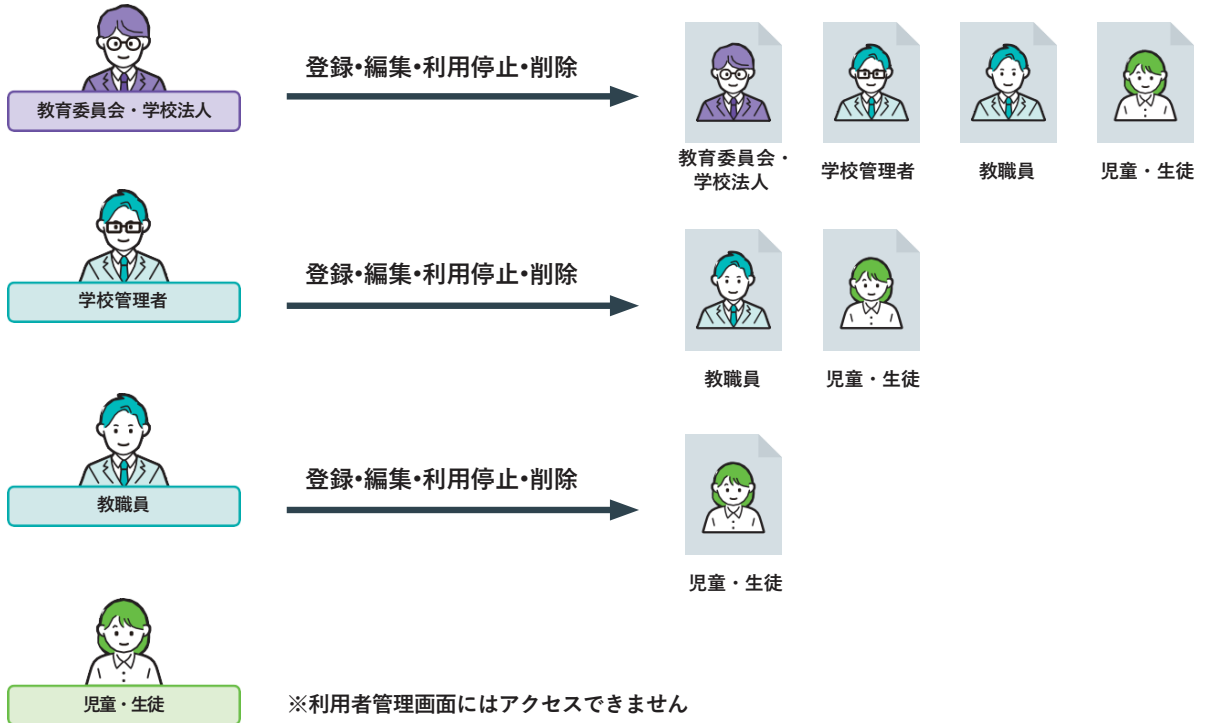 教育委員会・学校法人
登録・編集・利用停止・削除
教育委員会・
学校法人
学校管理者
教職員
児童・生徒
学校管理者
登録・編集・利用停止・削除
教職員
児童・生徒
教職員
登録・編集・利用停止・削除
児童・生徒
児童・生徒
※利用者管理画面にはアクセスできません